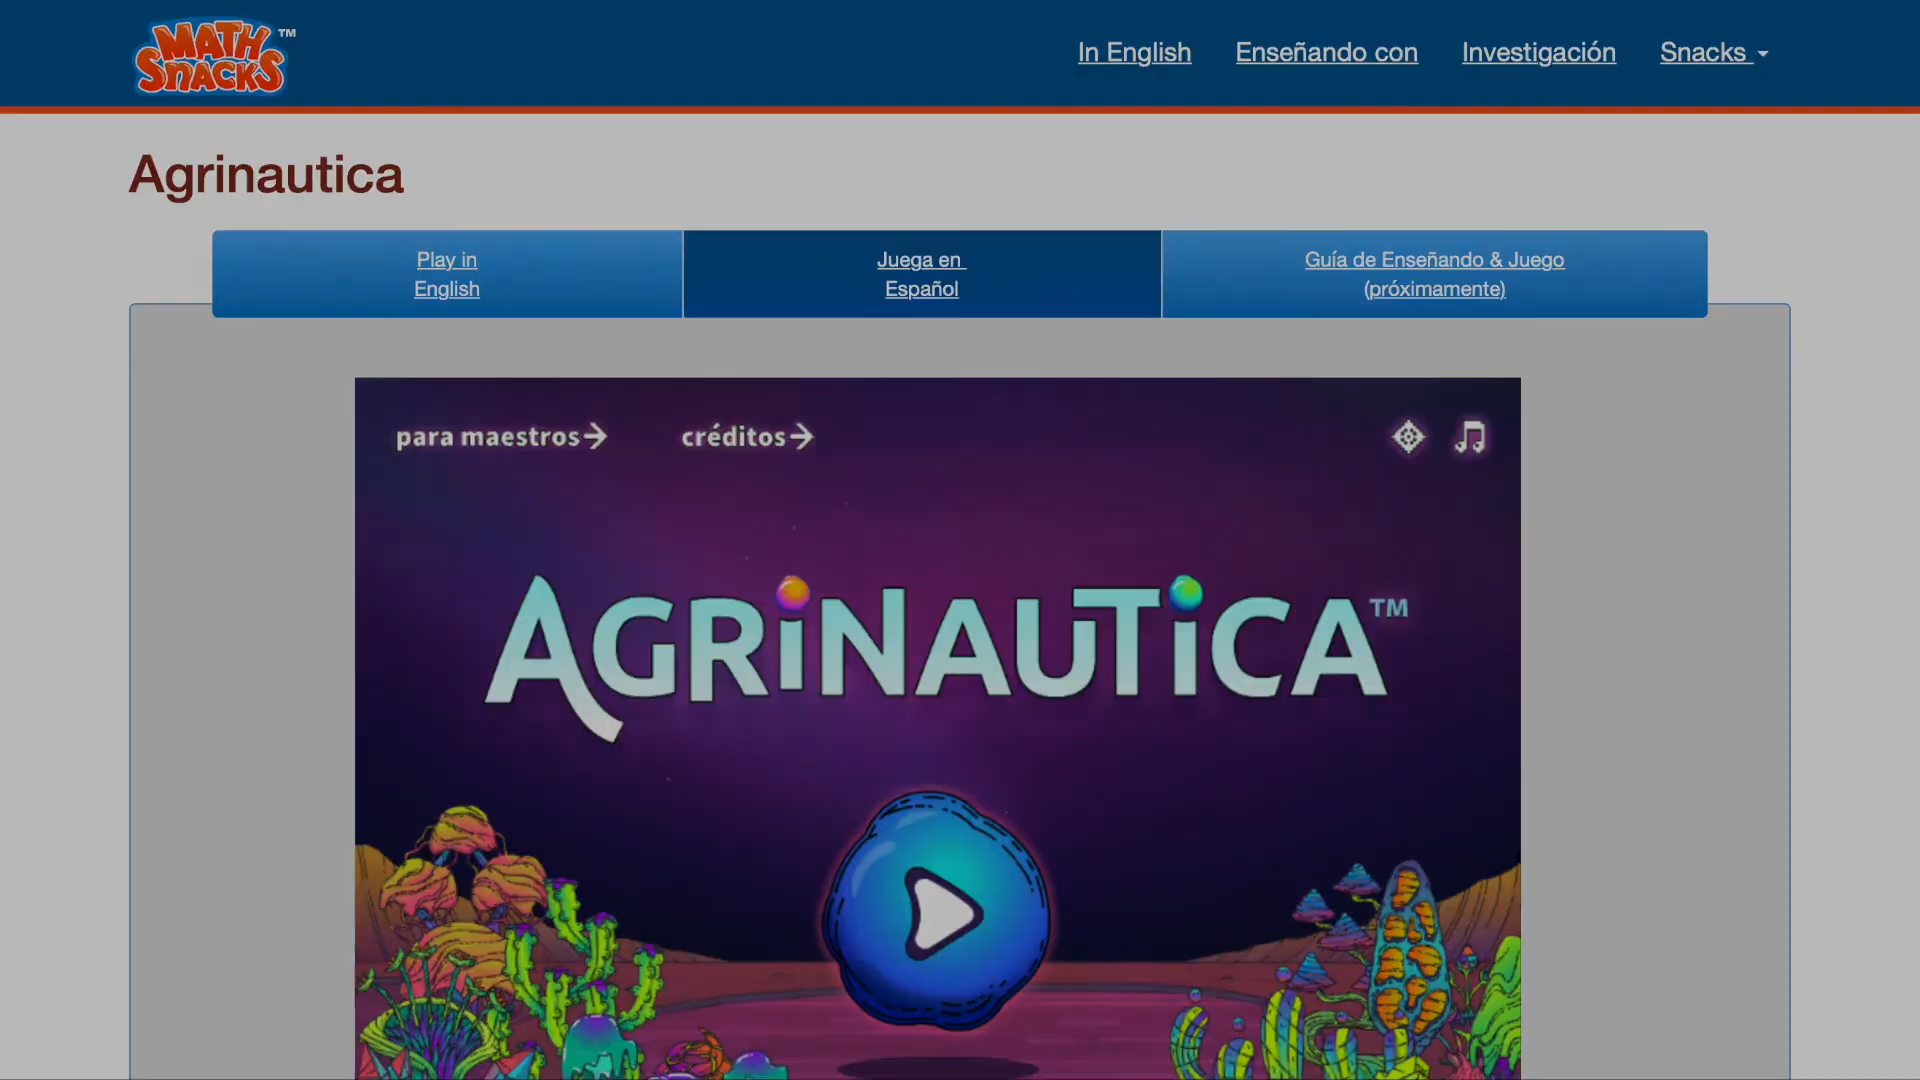 MATH SNACKS™
In English
Enseñando con
Investigación
Snacks
Agrinautica
Play in
English
Juega en
Español
Guía de Enseñando & Juego
(próximamente)
para maestros→
créditos→
AGRINAUTICA™